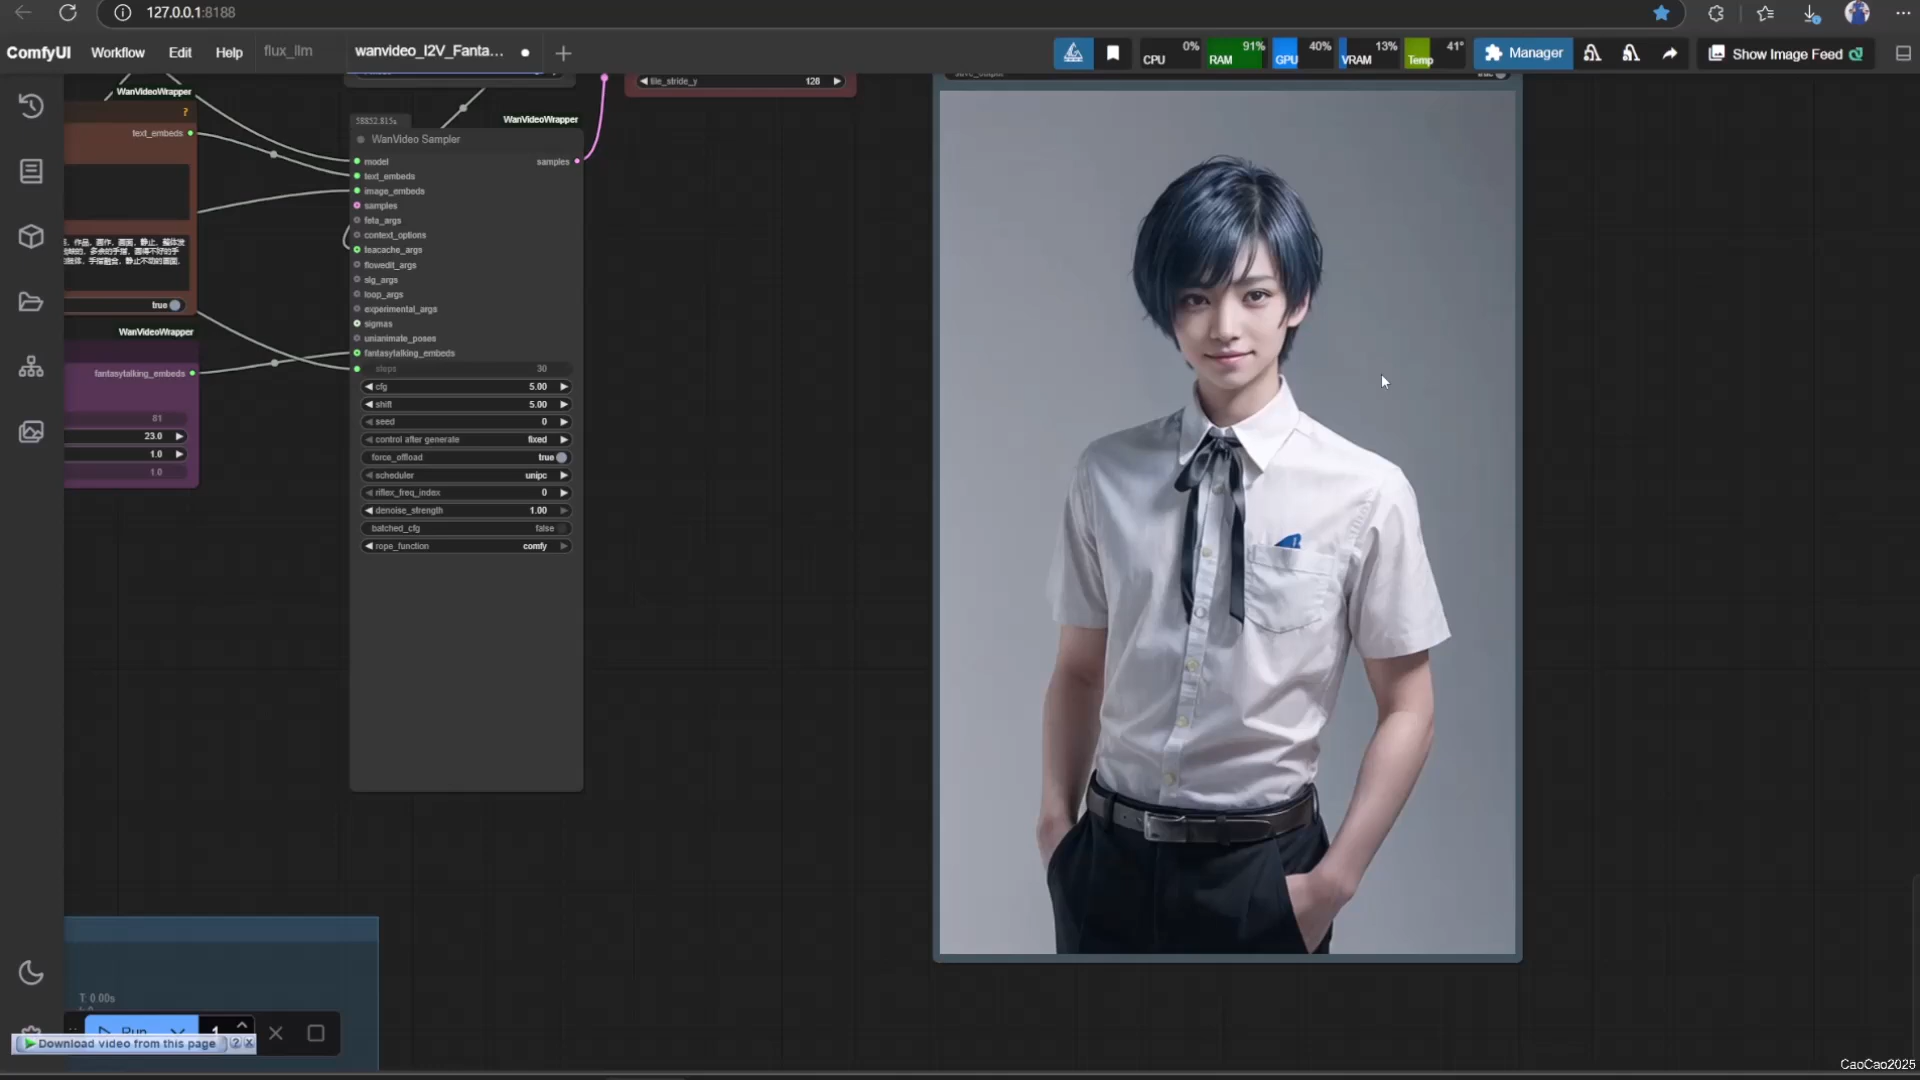 127.0.0.1:8188
ComfyUI Workflow Edit Help flux_llm wanvideo_I2V_Fanta...
CPU 0% RAM 91% GPU 40% VRAM 13% Temp 41°
Manager
Show Image Feed
WanVideoWrapper
?
text_embeds
true
WanVideoWrapper
fantasytalking_embeds
81
23.0
1.0
1.0
58852.815s
WanVideoWrapper
WanVideo Sampler
model samples
text_embeds
image_embeds
samples
feta_args
context_options
teacache_args
flowedit_args
slg_args
loop_args
experimental_args
sigmas
unianimate_poses
fantasytalking_embeds
steps 30
cfg 5.00
shift 5.00
seed 0
control after generate fixed
force_offload true
scheduler unipc
riflex_freq_index 0
denoise_strength 1.00
batched_cfg false
rope_function comfy
tile_stride_y 128
T: 0.00s
Run 1
Download video from this page ? x
CaoCao2025